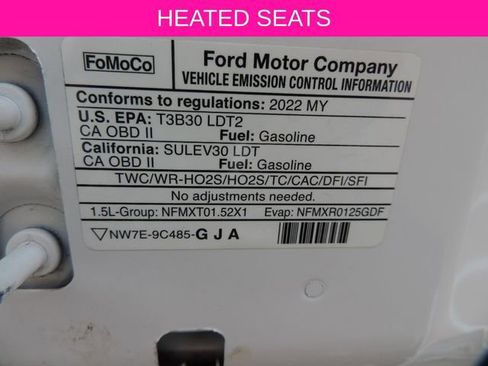 HEATED SEATS
FoMoCo
Ford Motor Company
VEHICLE EMISSION CONTROL INFORMATION
Conforms to regulations: 2022 MY
U.S. EPA: T3B30 LDT2
CA OBD II Fuel: Gasoline
California: SULEV30 LDT
CA OBD II Fuel: Gasoline
TWC/WR-HO2S/HO2S/TC/CAC/DFI/SFI
No adjustments needed.
1.5L-Group: NFMXT01.52X1 Evap: NFMXR0125GDF
NW7E-9C485-GJA